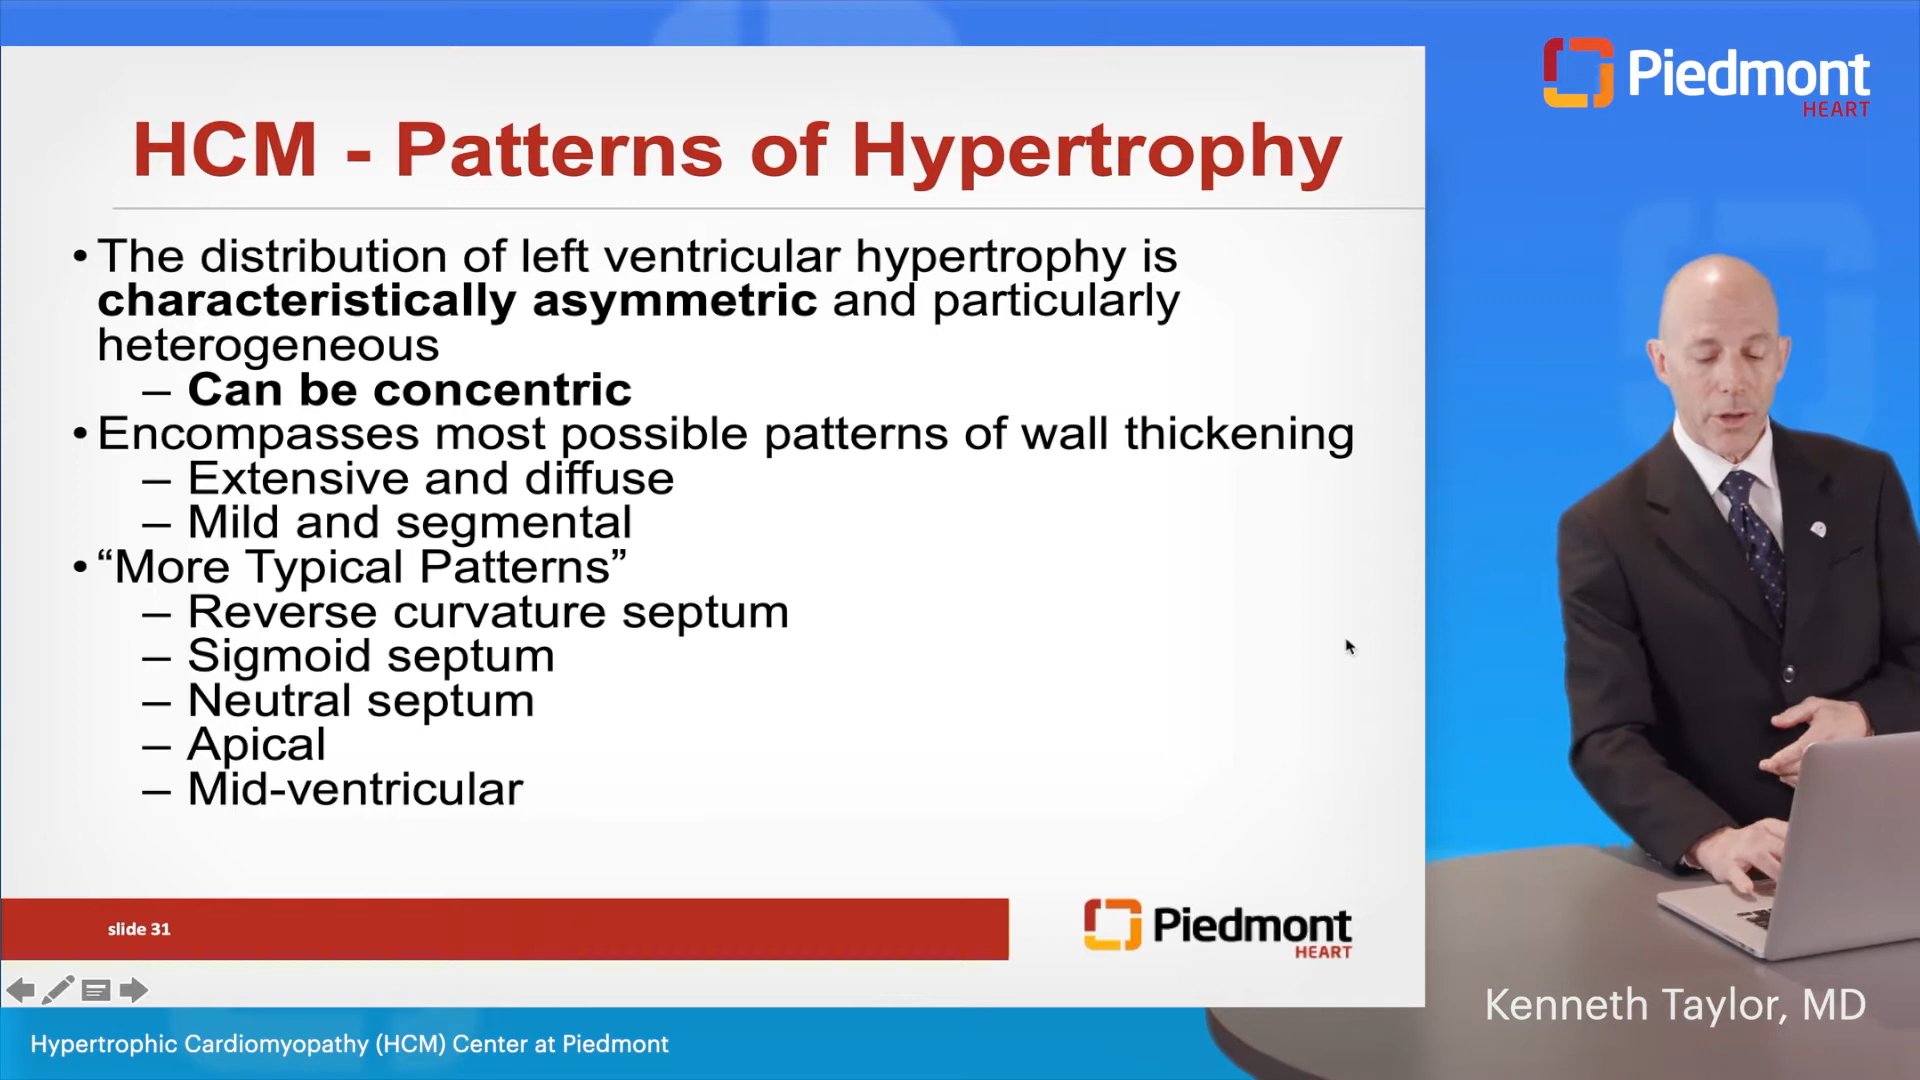 Piedmont
HEART
HCM - Patterns of Hypertrophy
• The distribution of left ventricular hypertrophy is
characteristically asymmetric and particularly
heterogeneous
– Can be concentric
• Encompasses most possible patterns of wall thickening
– Extensive and diffuse
– Mild and segmental
• “More Typical Patterns”
– Reverse curvature septum
– Sigmoid septum
– Neutral septum
– Apical
– Mid-ventricular
slide 31
Piedmont
HEART
Kenneth Taylor, MD
Hypertrophic Cardiomyopathy (HCM) Center at Piedmont